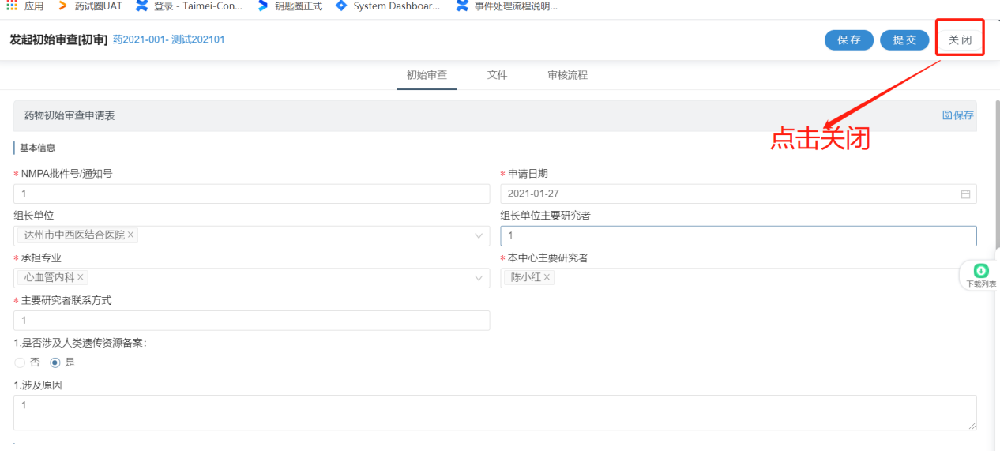 应用 药试圈UAT 登录 - Taimei-Con... 钥匙圈正式 System Dashboar... 事件处理流程说明...
发起初始审查[初审] 药2021-001- 测试202101 保存 提交 关闭
初始审查 文件 审核流程
药物初始审查申请表 保存
点击关闭
基本信息
* NMPA批件号/通知号 * 申请日期
1 2021-01-27
组长单位 组长单位主要研究者
达州市中西医结合医院 × 1
* 承担专业 * 本中心主要研究者
心血管内科 × 陈小红 ×
下载列表
* 主要研究者联系方式
1
1.是否涉及人类遗传资源备案:
否 是
1.涉及原因
1